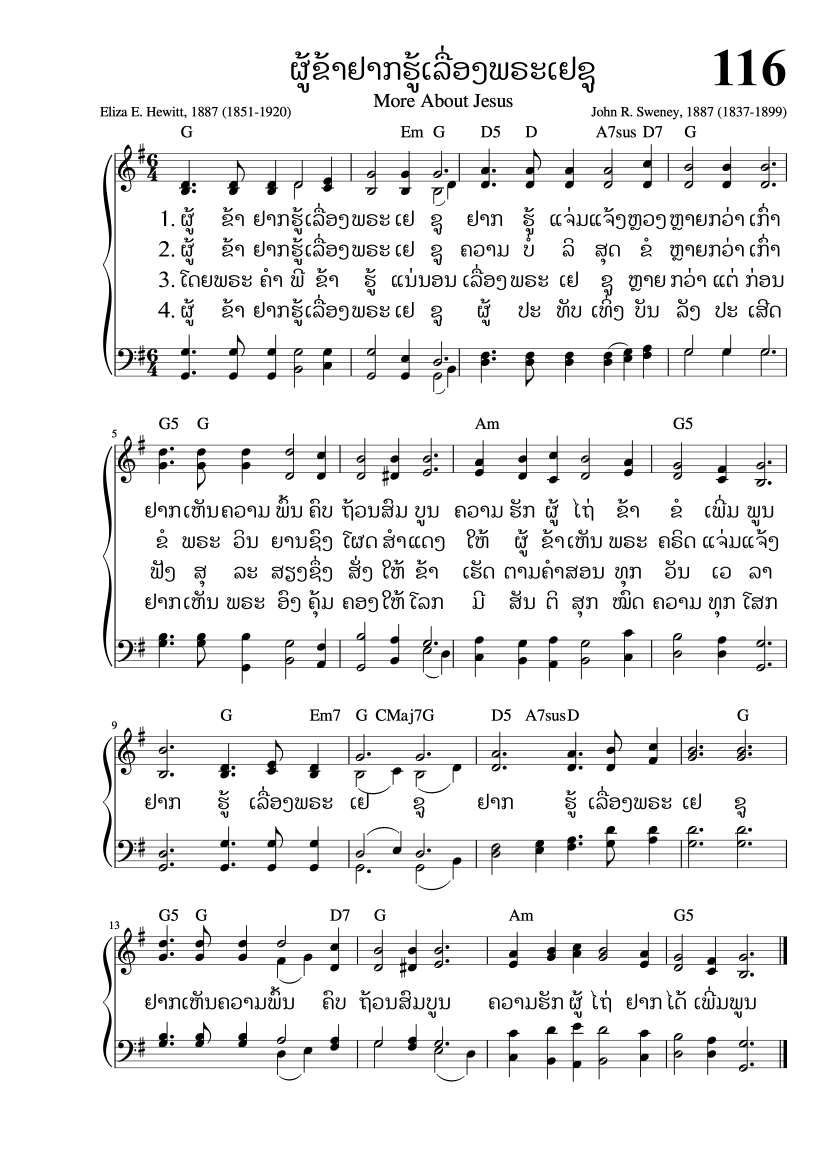 ຜູ້ຂ້າຢາກຮູ້ເລື່ອງພຣະເຢຊູ
116
More About Jesus
Eliza E. Hewitt, 1887 (1851-1920)
John R. Sweney, 1887 (1837-1899)
G Em G D5 D A7sus D7 G
1. ຜູ້ ຂ້າ ຢາກຮູ້ເລື່ອງພຣະ ເຢ ຊູ ຢາກ ຮູ້ ແຈ່ມແຈ້ງຫຼວງຫຼາຍກວ່າ ເກົ່າ
2. ຜູ້ ຂ້າ ຢາກຮູ້ເລື່ອງພຣະ ເຢ ຊູ ຄວາມ ບໍ່ ລິ ສຸດ ຂໍ ຫຼາຍກວ່າ ເກົ່າ
3. ໂດຍພຣະ ຄຳ ພີ ຂ້າ ຮູ້ ແນ່ນອນ ເລື່ອງ ພຣະ ເຢ ຊູ ຫຼາຍ ກວ່າ ແຕ່ ກ່ອນ
4. ຜູ້ ຂ້າ ຢາກຮູ້ເລື່ອງພຣະ ເຢ ຊູ ຜູ້ ປະ ທັບ ເທິງ ບັນ ລັງ ປະ ເສີດ
5 G5 G Am G5
ຢາກເຫັນຄວາມ ພົ້ນ ຄົບ ຖ້ວນສົມ ບູນ ຄວາມ ຮັກ ຜູ້ ໄຖ່ ຂ້າ ຂໍ ເພີ່ມ ພູນ
ຂໍ ພຣະ ວິນ ຍານຊົງ ໂຜດ ສຳແດງ ໃຫ້ ຜູ້ ຂ້າເຫັນ ພຣະ ຄຣິດ ແຈ່ມແຈ້ງ
ຟັງ ສຸ ລະ ສຽງຊຶ່ງ ສັ່ງ ໃຫ້ ຂ້າ ເຮັດ ຕາມຄຳສອນ ທຸກ ວັນ ເວ ລາ
ຢາກເຫັນ ພຣະ ອົງ ຄຸ້ມ ຄອງໃຫ້ໂລກ ມີ ສັນ ຕິ ສຸກ ໝົດ ຄວາມ ທຸກ ໂສກ
9 G Em7 G CMaj7G D5 A7susD G
ຢາກ ຮູ້ ເລື່ອງພຣະ ເຢ ຊູ ຢາກ ຮູ້ ເລື່ອງພຣະ ເຢ ຊູ
13 G5 G D7 G Am G5
ຢາກເຫັນຄວາມພົ້ນ ຄົບ ຖ້ວນສົມບູນ ຄວາມຮັກ ຜູ້ ໄຖ່ ຢາກໄດ້ ເພີ່ມພູນ